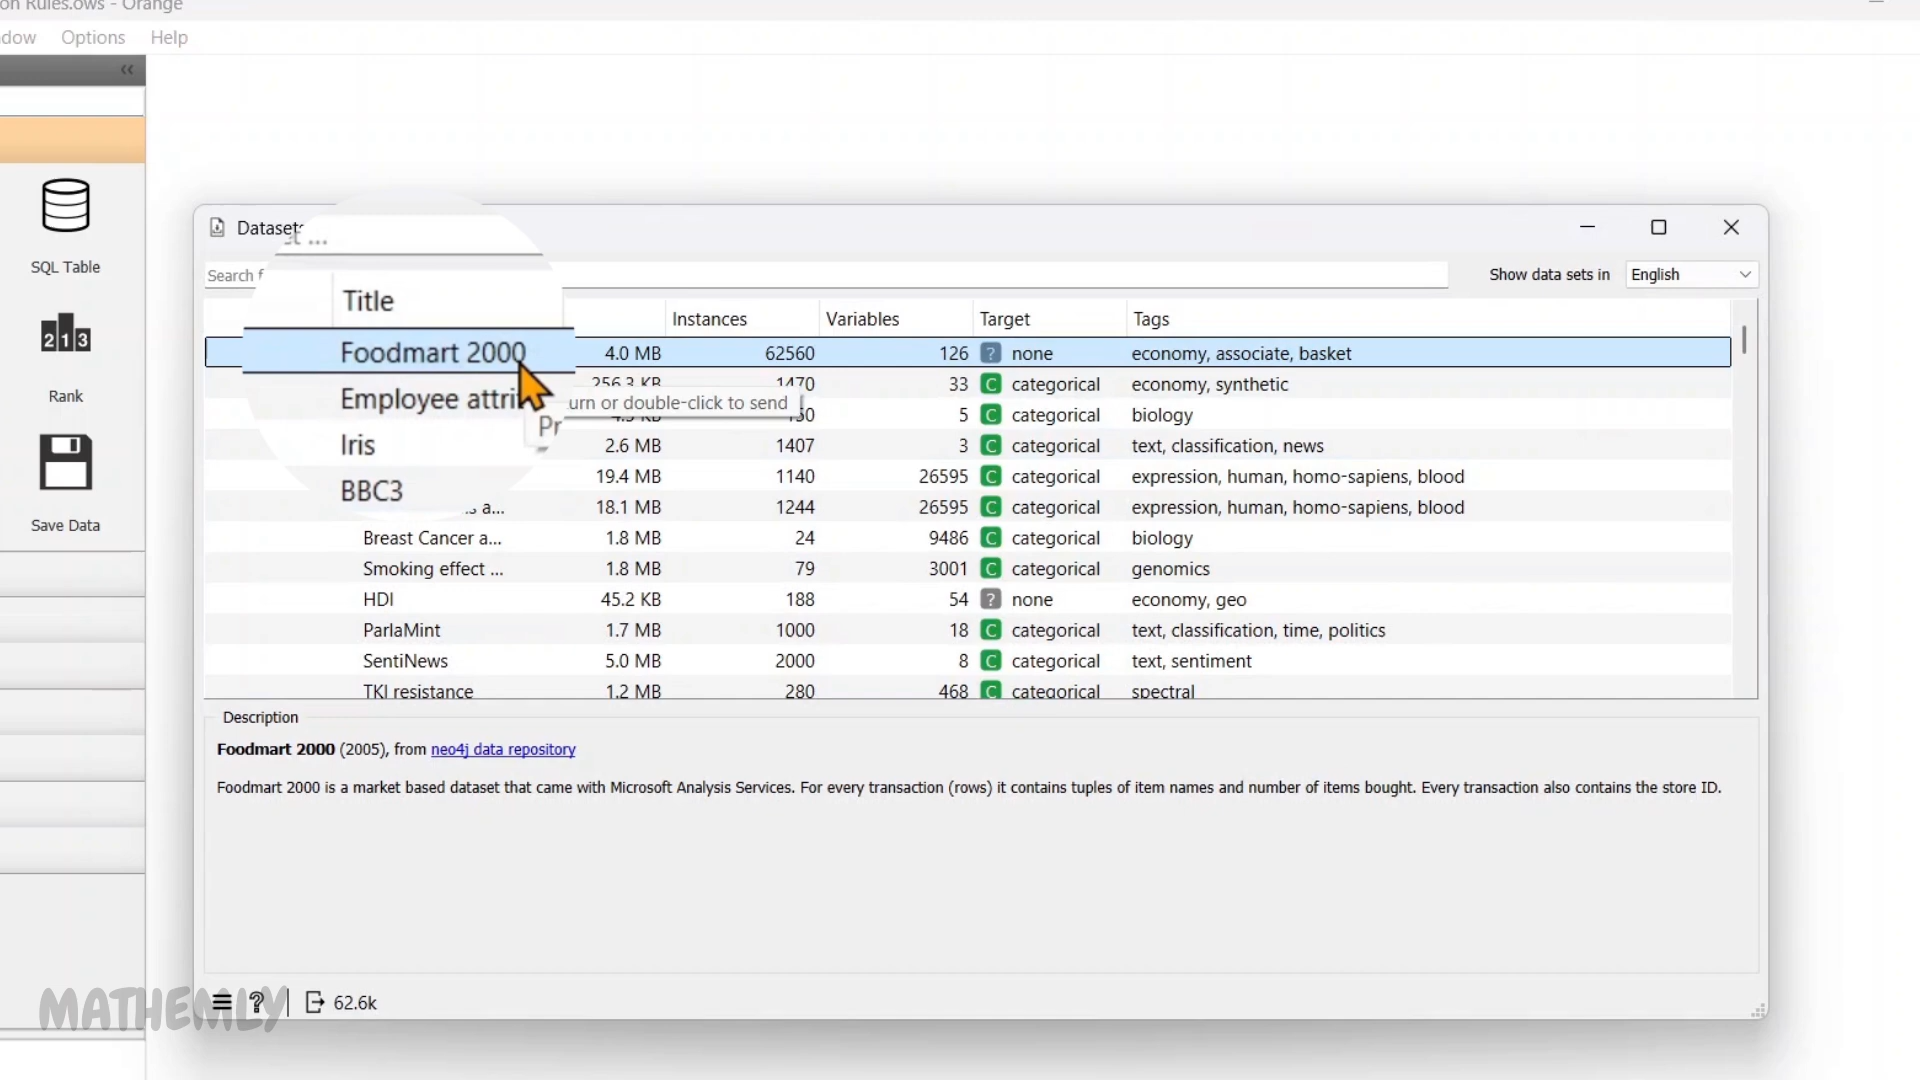 on Rules.ows - Orange
dow Options Help
SQL Table
Rank
Save Data
Datasets
Search f
Show data sets in English
Title Instances Variables Target Tags
Foodmart 2000 4.0 MB 62560 126 ? none economy, associate, basket
Employee attri 256.3 KB 1470 33 C categorical economy, synthetic
urn or double-click to send
Pr
Iris 5 C categorical biology
BBC3 2.6 MB 1407 3 C categorical text, classification, news
19.4 MB 1140 26595 C categorical expression, human, homo-sapiens, blood
s a... 18.1 MB 1244 26595 C categorical expression, human, homo-sapiens, blood
Breast Cancer a... 1.8 MB 24 9486 C categorical biology
Smoking effect ... 1.8 MB 79 3001 C categorical genomics
HDI 45.2 KB 188 54 ? none economy, geo
ParlaMint 1.7 MB 1000 18 C categorical text, classification, time, politics
SentiNews 5.0 MB 2000 8 C categorical text, sentiment
TKI resistance 1.2 MB 280 468 C categorical spectral
Description
Foodmart 2000 (2005), from neo4j data repository
Foodmart 2000 is a market based dataset that came with Microsoft Analysis Services. For every transaction (rows) it contains tuples of item names and number of items bought. Every transaction also contains the store ID.
MATHEMLY
? | 62.6k